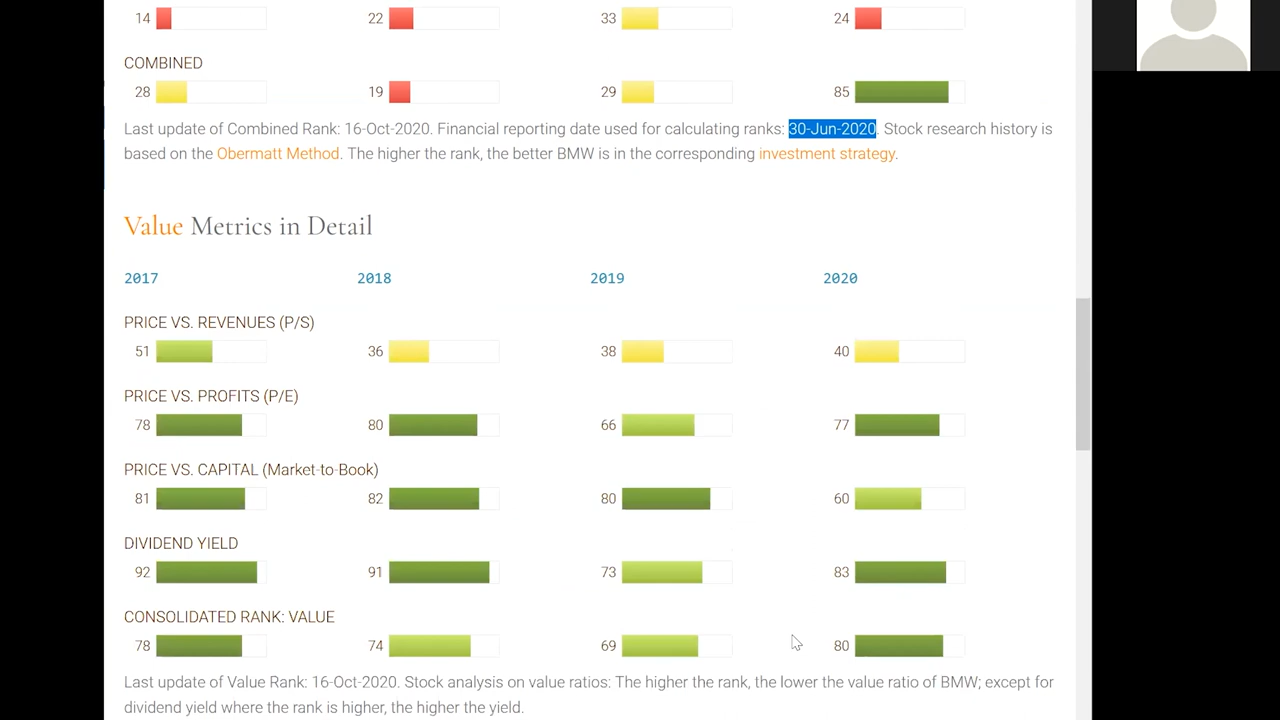 14 22 33 24
COMBINED
28 19 29 85
Last update of Combined Rank: 16-Oct-2020. Financial reporting date used for calculating ranks: 30-Jun-2020. Stock research history is
based on the Obermatt Method. The higher the rank, the better BMW is in the corresponding investment strategy.
Value Metrics in Detail
2017 2018 2019 2020
PRICE VS. REVENUES (P/S)
51 36 38 40
PRICE VS. PROFITS (P/E)
78 80 66 77
PRICE VS. CAPITAL (Market-to-Book)
81 82 80 60
DIVIDEND YIELD
92 91 73 83
CONSOLIDATED RANK: VALUE
78 74 69 80
Last update of Value Rank: 16-Oct-2020. Stock analysis on value ratios: The higher the rank, the lower the value ratio of BMW; except for
dividend yield where the rank is higher, the higher the yield.